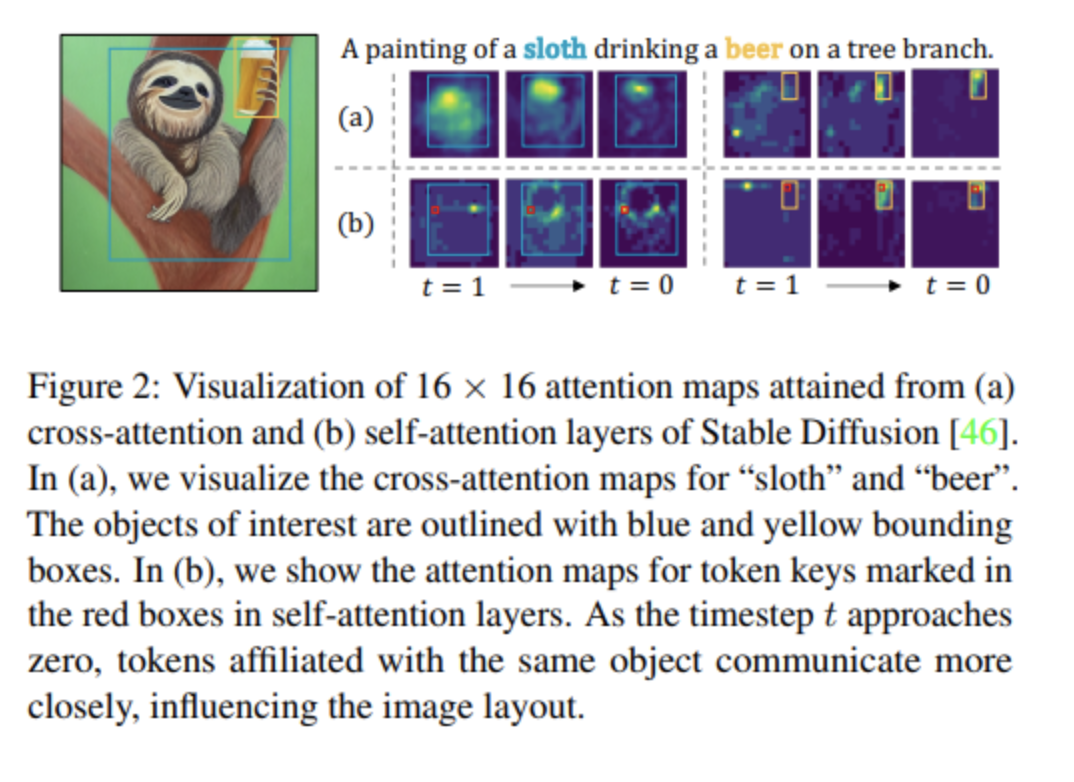 A painting of a sloth drinking a beer on a tree branch.
(a)
(b)
t = 1
t = 0
t = 1
t = 0
Figure 2: Visualization of 16 × 16 attention maps attained from (a)
cross-attention and (b) self-attention layers of Stable Diffusion [46].
In (a), we visualize the cross-attention maps for “sloth” and “beer”.
The objects of interest are outlined with blue and yellow bounding
boxes. In (b), we show the attention maps for token keys marked in
the red boxes in self-attention layers. As the timestep t approaches
zero, tokens affiliated with the same object communicate more
closely, influencing the image layout.